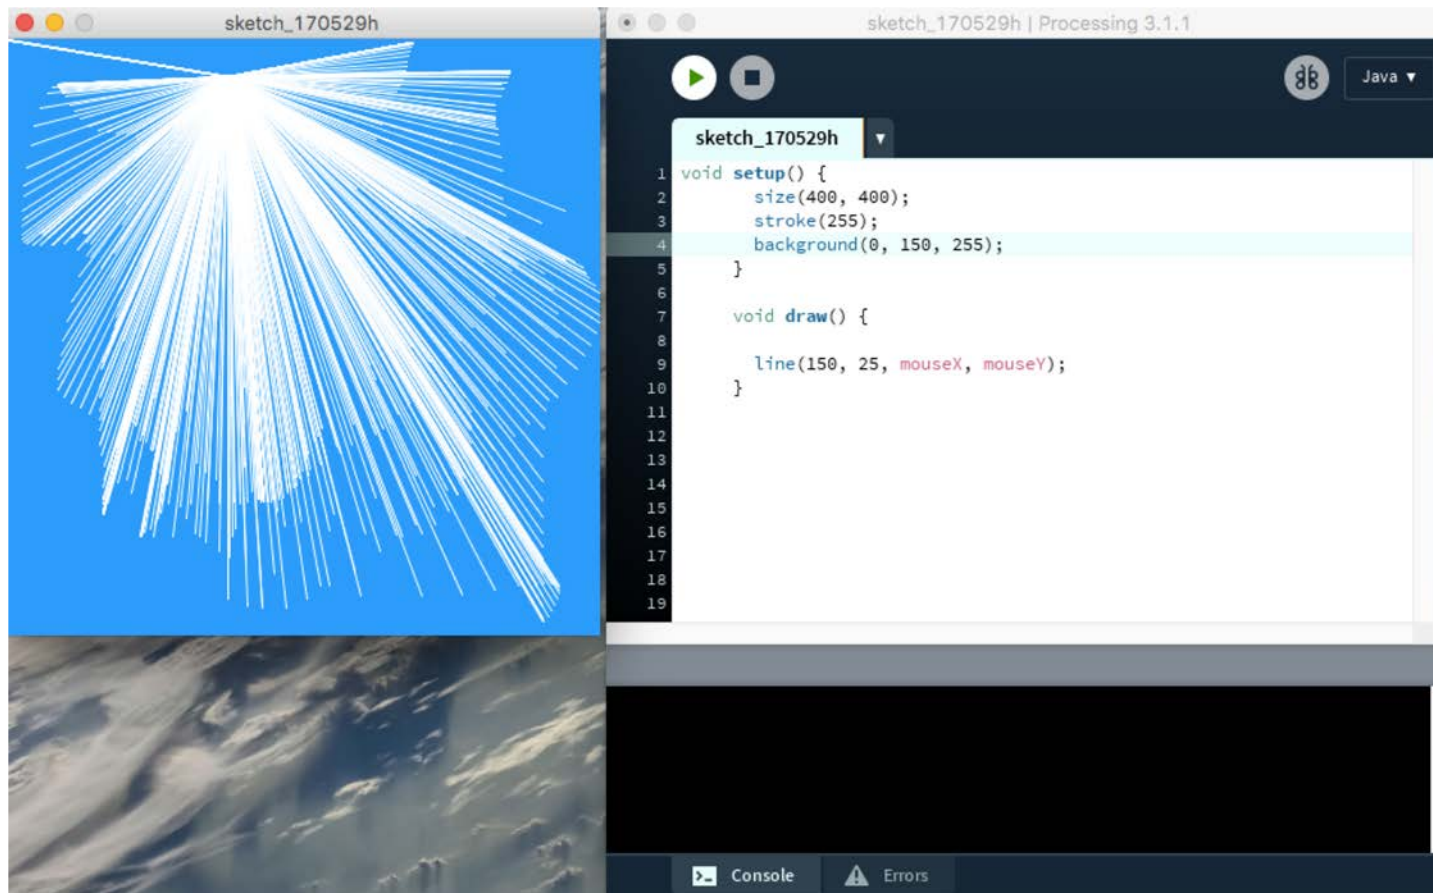 sketch_170529h
sketch_170529h | Processing 3.1.1
Java ▼
sketch_170529h ▼
1 void setup() {
2 size(400, 400);
3 stroke(255);
4 background(0, 150, 255);
5 }
6
7 void draw() {
8
9 line(150, 25, mouseX, mouseY);
10 }
11
12
13
14
15
16
17
18
19
>_ Console
Errors